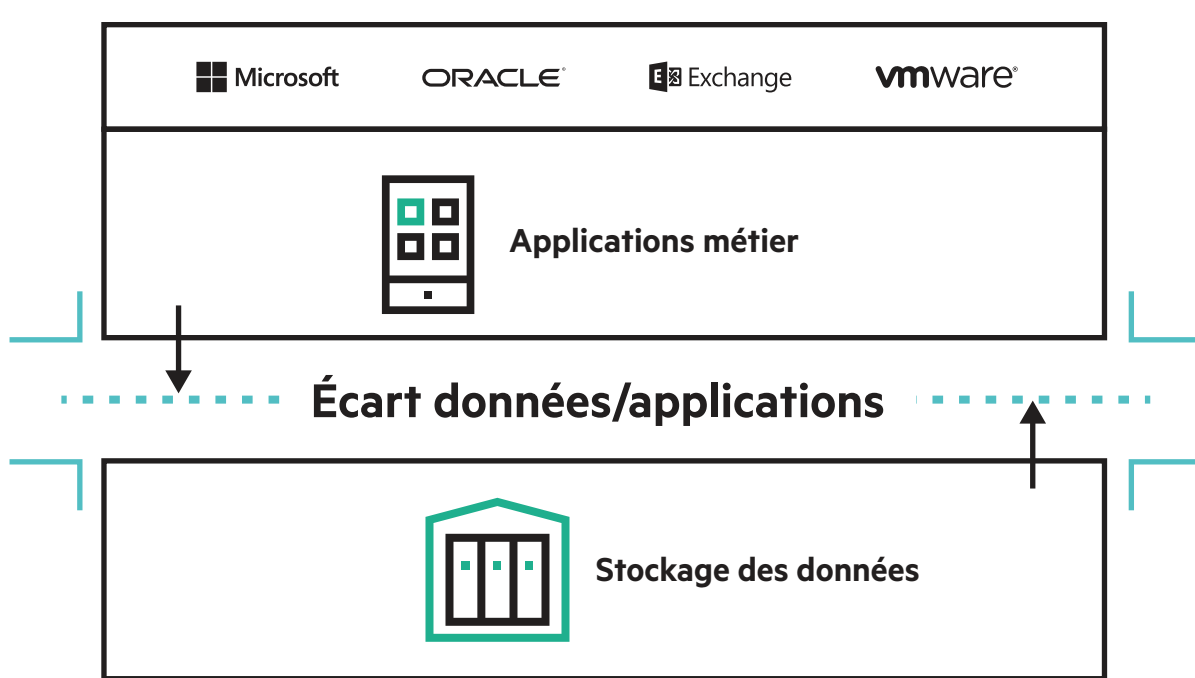 Microsoft ORACLE® Exchange vmware®
Applications métier
Écart données/applications
Stockage des données